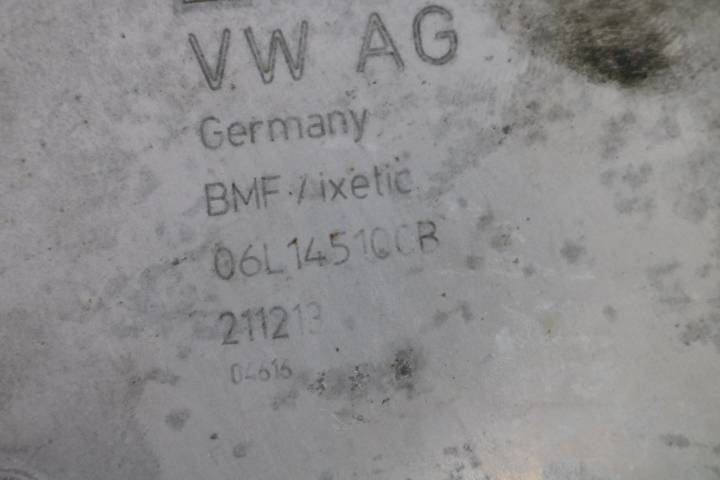 VW AG
Germany
BMF / ixetic
06L145100B
211213
04616